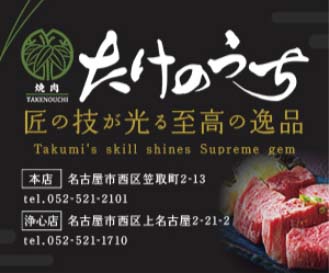 焼肉
TAKENOUCHI
たけのうち
匠の技が光る至高の逸品
Takumi's skill shines Supreme gem
本店 名古屋市西区笠取町2-13
tel.052-521-2101
浄心店 名古屋市西区上名古屋2-21-2
tel.052-521-1710